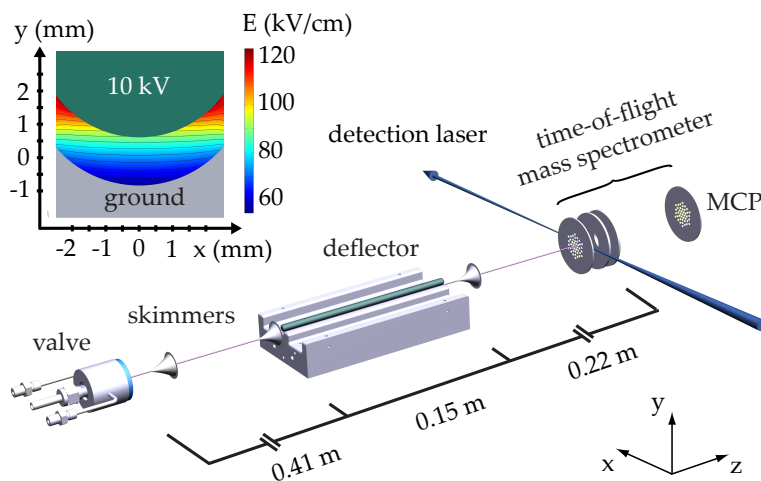 y (mm)
E (kV/cm)
2
1
0
-1
10 kV
ground
120
100
80
60
-2 -1 0 1
x (mm)
detection laser
time-of-flight
mass spectrometer
MCP
deflector
skimmers
valve
0.22 m
0.15 m
0.41 m
y
x
z